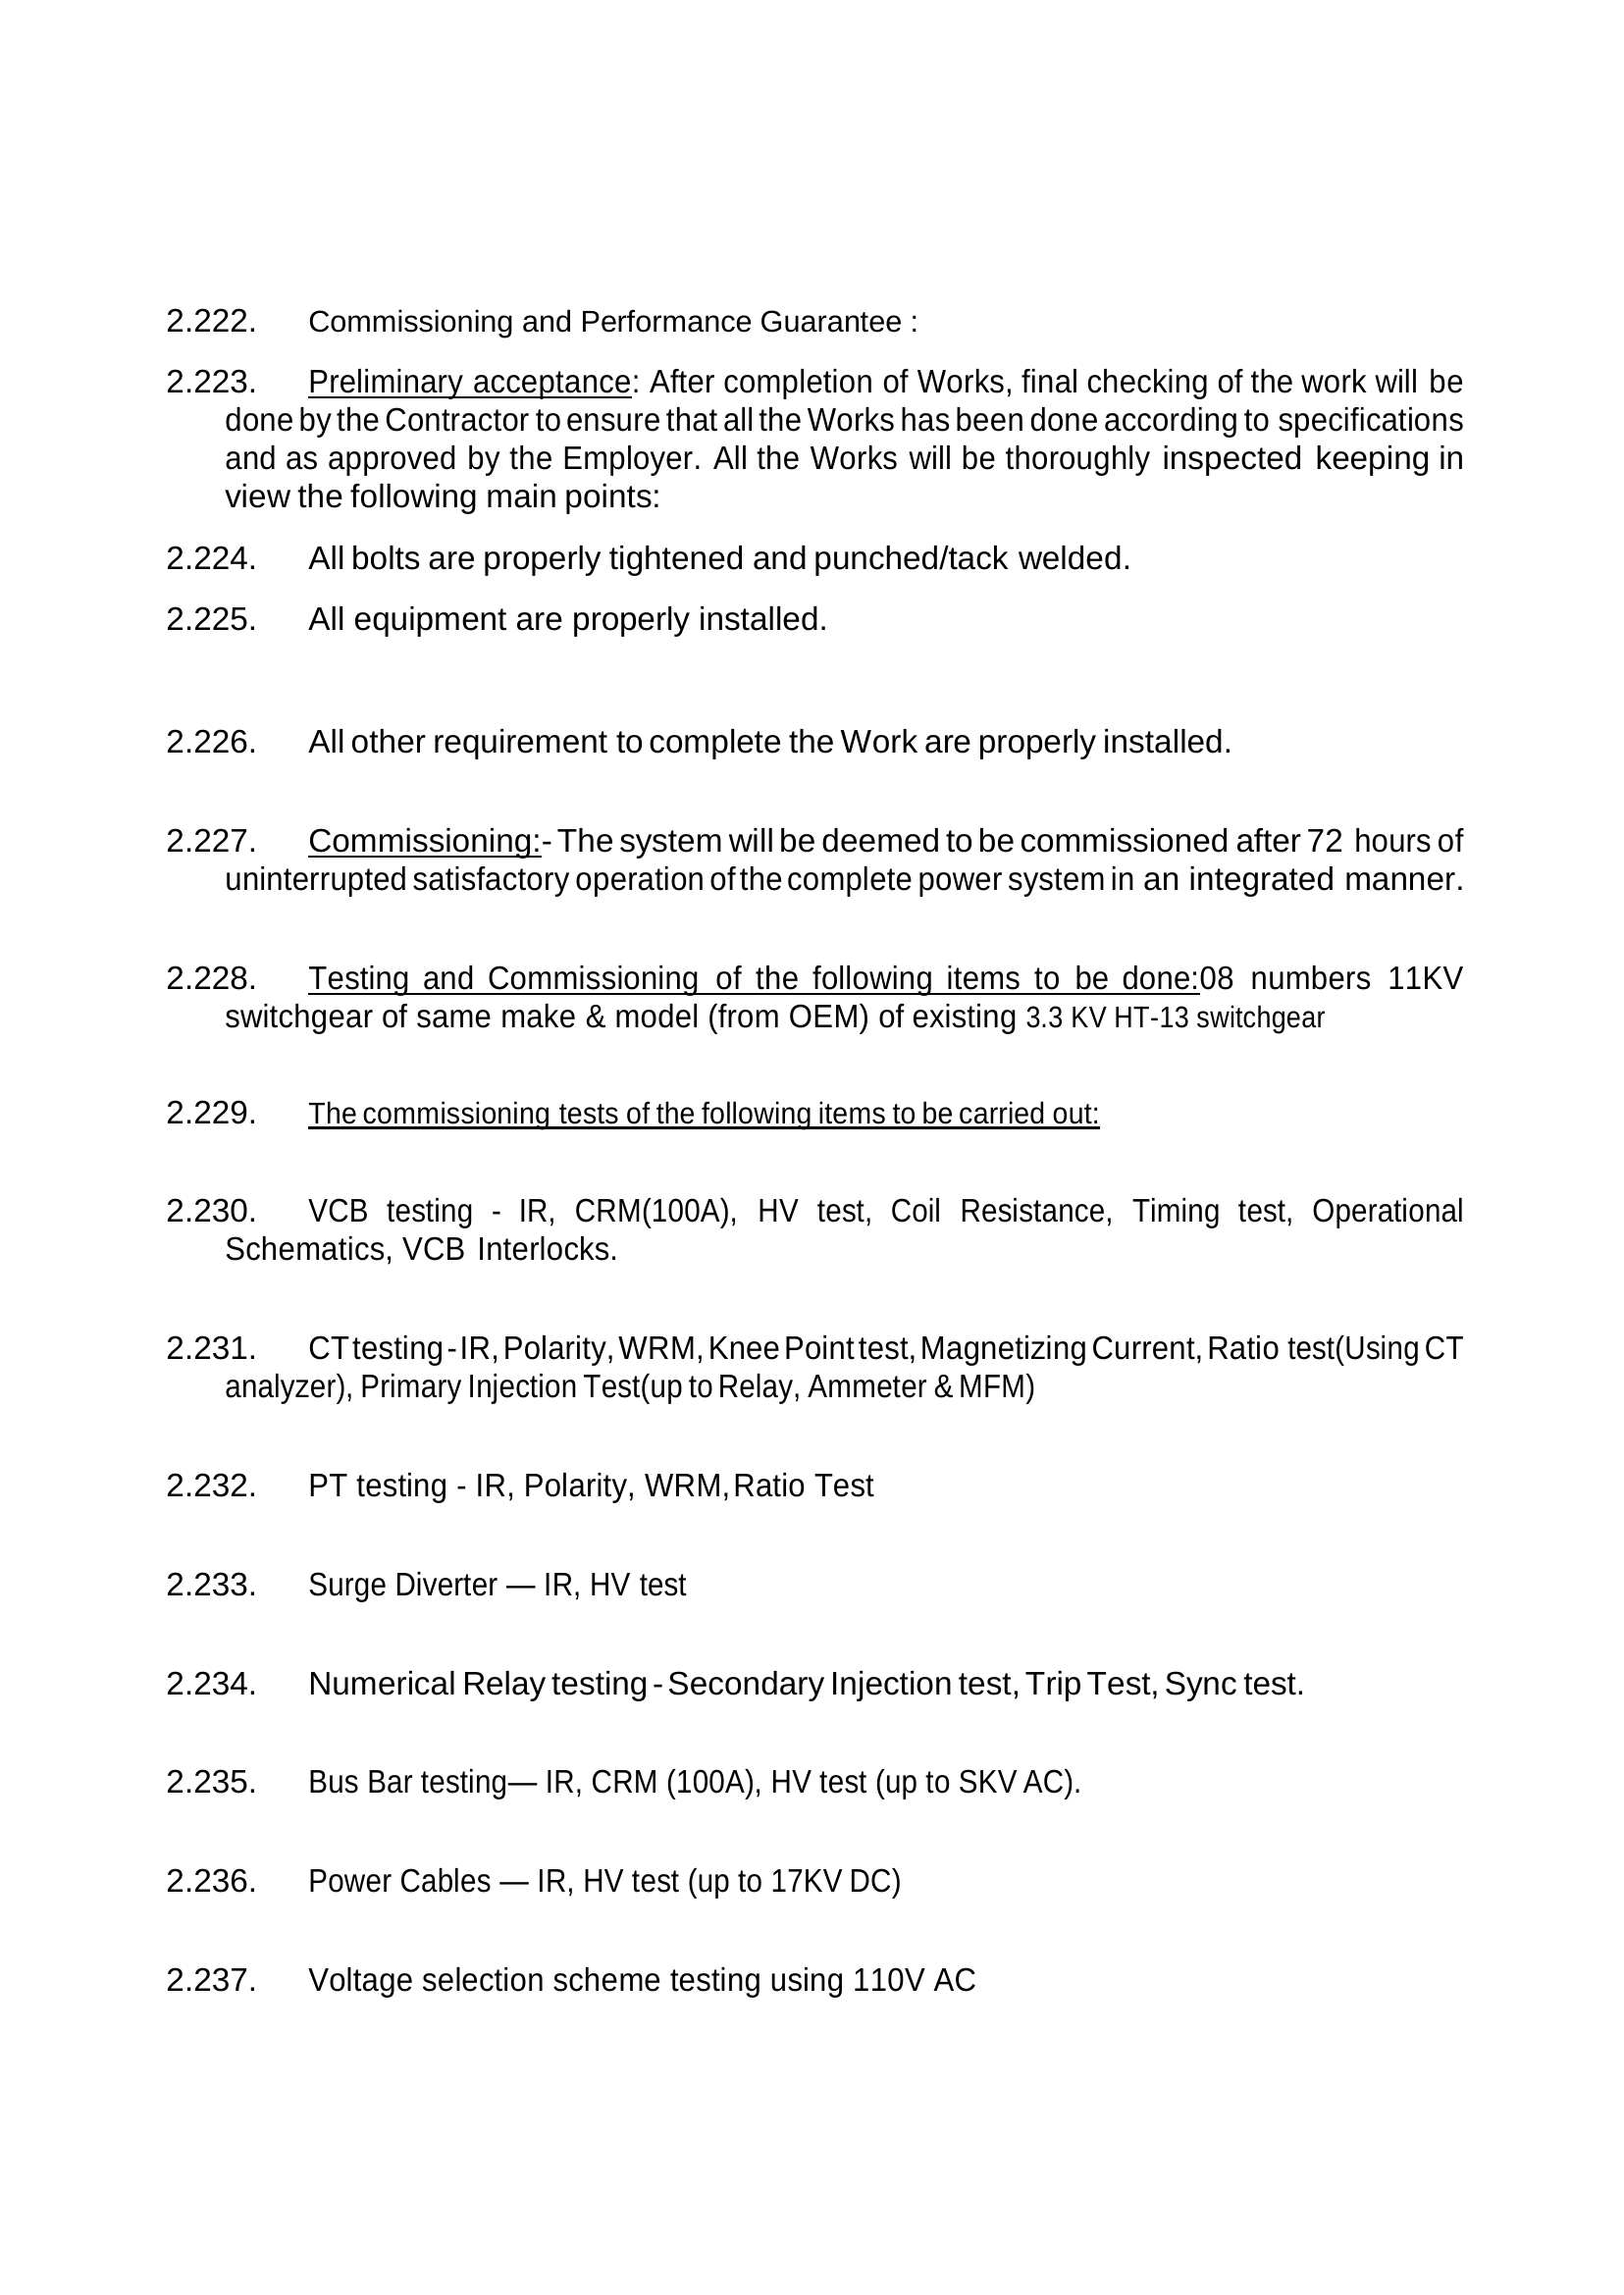 2.222. Commissioning and Performance Guarantee :
2.223. Preliminary acceptance: After completion of Works, final checking of the work will be
done by the Contractor to ensure that all the Works has been done according to specifications
and as approved by the Employer. All the Works will be thoroughly inspected keeping in
view the following main points:
2.224. All bolts are properly tightened and punched/tack welded.
2.225. All equipment are properly installed.
2.226. All other requirement to complete the Work are properly installed.
2.227. Commissioning:- The system will be deemed to be commissioned after 72 hours of
uninterrupted satisfactory operation of the complete power system in an integrated manner.
2.228. Testing and Commissioning of the following items to be done:08 numbers 11KV
switchgear of same make & model (from OEM) of existing 3.3 KV HT-13 switchgear
2.229. The commissioning tests of the following items to be carried out:
2.230. VCB testing - IR, CRM(100A), HV test, Coil Resistance, Timing test, Operational
Schematics, VCB Interlocks.
2.231. CT testing - IR, Polarity, WRM, Knee Point test, Magnetizing Current, Ratio test(Using CT
analyzer), Primary Injection Test(up to Relay, Ammeter & MFM)
2.232. PT testing - IR, Polarity, WRM, Ratio Test
2.233. Surge Diverter — IR, HV test
2.234. Numerical Relay testing - Secondary Injection test, Trip Test, Sync test.
2.235. Bus Bar testing— IR, CRM (100A), HV test (up to SKV AC).
2.236. Power Cables — IR, HV test (up to 17KV DC)
2.237. Voltage selection scheme testing using 110V AC